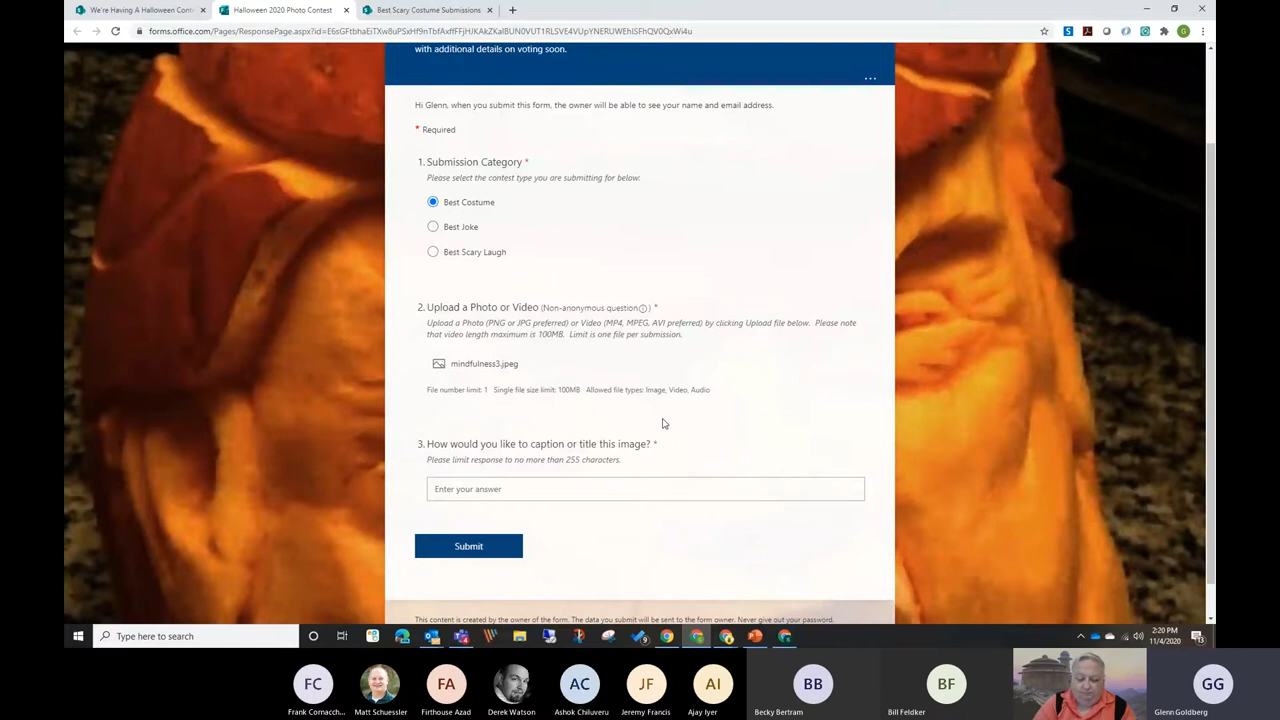 We're Having A Halloween Cont
Halloween 2020 Photo Contest
Best Scary Costume Submissions
with additional details on voting soon.
...
Hi Glenn, when you submit this form, the owner will be able to see your name and email address.
* Required
1. Submission Category *
Please select the contest type you are submitting for below.
Best Costume
Best Joke
Best Scary Laugh
2. Upload a Photo or Video (Non-anonymous question) *
Upload a Photo (PNG or JPG preferred) or Video (MP4, MPEG, AVI preferred) by clicking Upload file below. Please note
that video length maximum is 100MB. Limit is one file per submission.
mindfulness3.jpeg
File number limit: 1 Single file size limit: 100MB Allowed file types: Image, Video, Audio
3. How would you like to caption or title this image? *
Please limit response to no more than 255 characters.
Enter your answer
Submit
This content is created by the owner of the form. The data you submit will be sent to the form owner. Never give out your password.
Type here to search
2:20 PM
11/4/2020
FC
FA
AC
JF
AI
BB
BF
GG
Frank Cornacch...
Matt Schuessler
Firthouse Azad
Derek Watson
Ashok Chiluveru
Jeremy Francis
Ajay Iyer
Becky Bertram
Bill Feldker
Glenn Goldberg